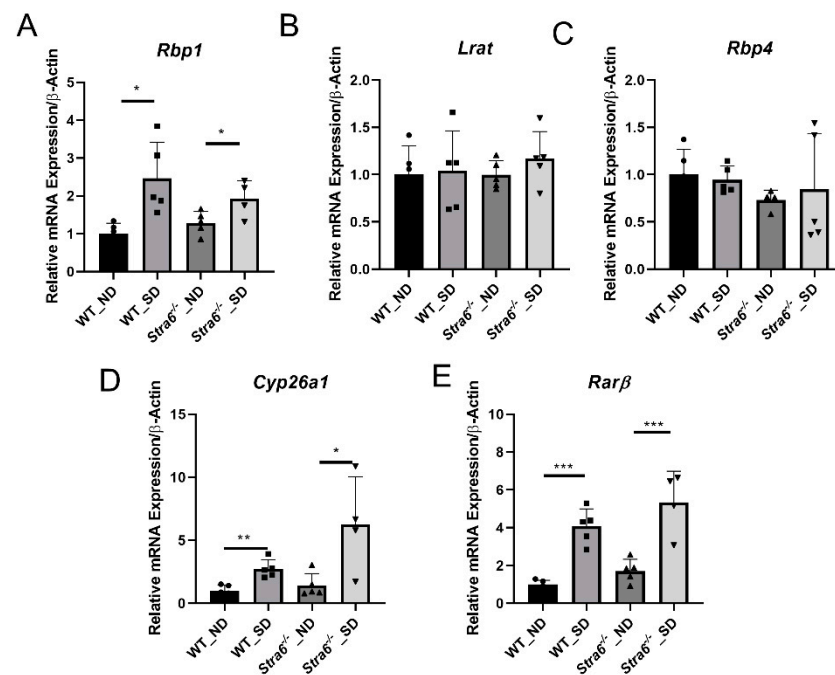 A
Rbp1
Relative mRNA Expression/β-Actin
5
4
3
2
1
0
*
*
WT_ND
WT_SD
Stra6-/-_ND
Stra6-/-_SD
B
Lrat
Relative mRNA Expression/β-Actin
2.0
1.5
1.0
0.5
0.0
WT_ND
WT_SD
Stra6-/-_ND
Stra6-/-_SD
C
Rbp4
Relative mRNA Expression/β-Actin
2.0
1.5
1.0
0.5
0.0
WT_ND
WT_SD
Stra6-/-_ND
Stra6-/-_SD
D
Cyp26a1
Relative mRNA Expression/β-Actin
15
10
5
0
**
*
WT_ND
WT_SD
Stra6-/-_ND
Stra6-/-_SD
E
Rarβ
Relative mRNA Expression/β-Actin
10
8
6
4
2
0
***
***
WT_ND
WT_SD
Stra6-/-_ND
Stra6-/-_SD